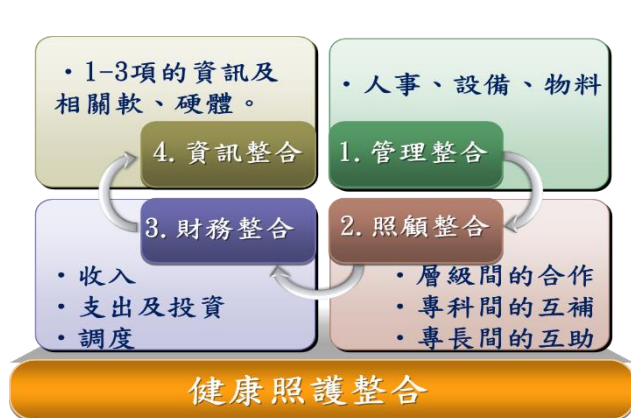 ・1-3項的資訊及
相關軟、硬體。
4. 資訊整合
・人事、設備、物料
1. 管理整合
3. 財務整合
・收入
・支出及投資
・調度
2. 照顧整合
・層級間的合作
・專科間的互補
・專長間的互助
健康照護整合